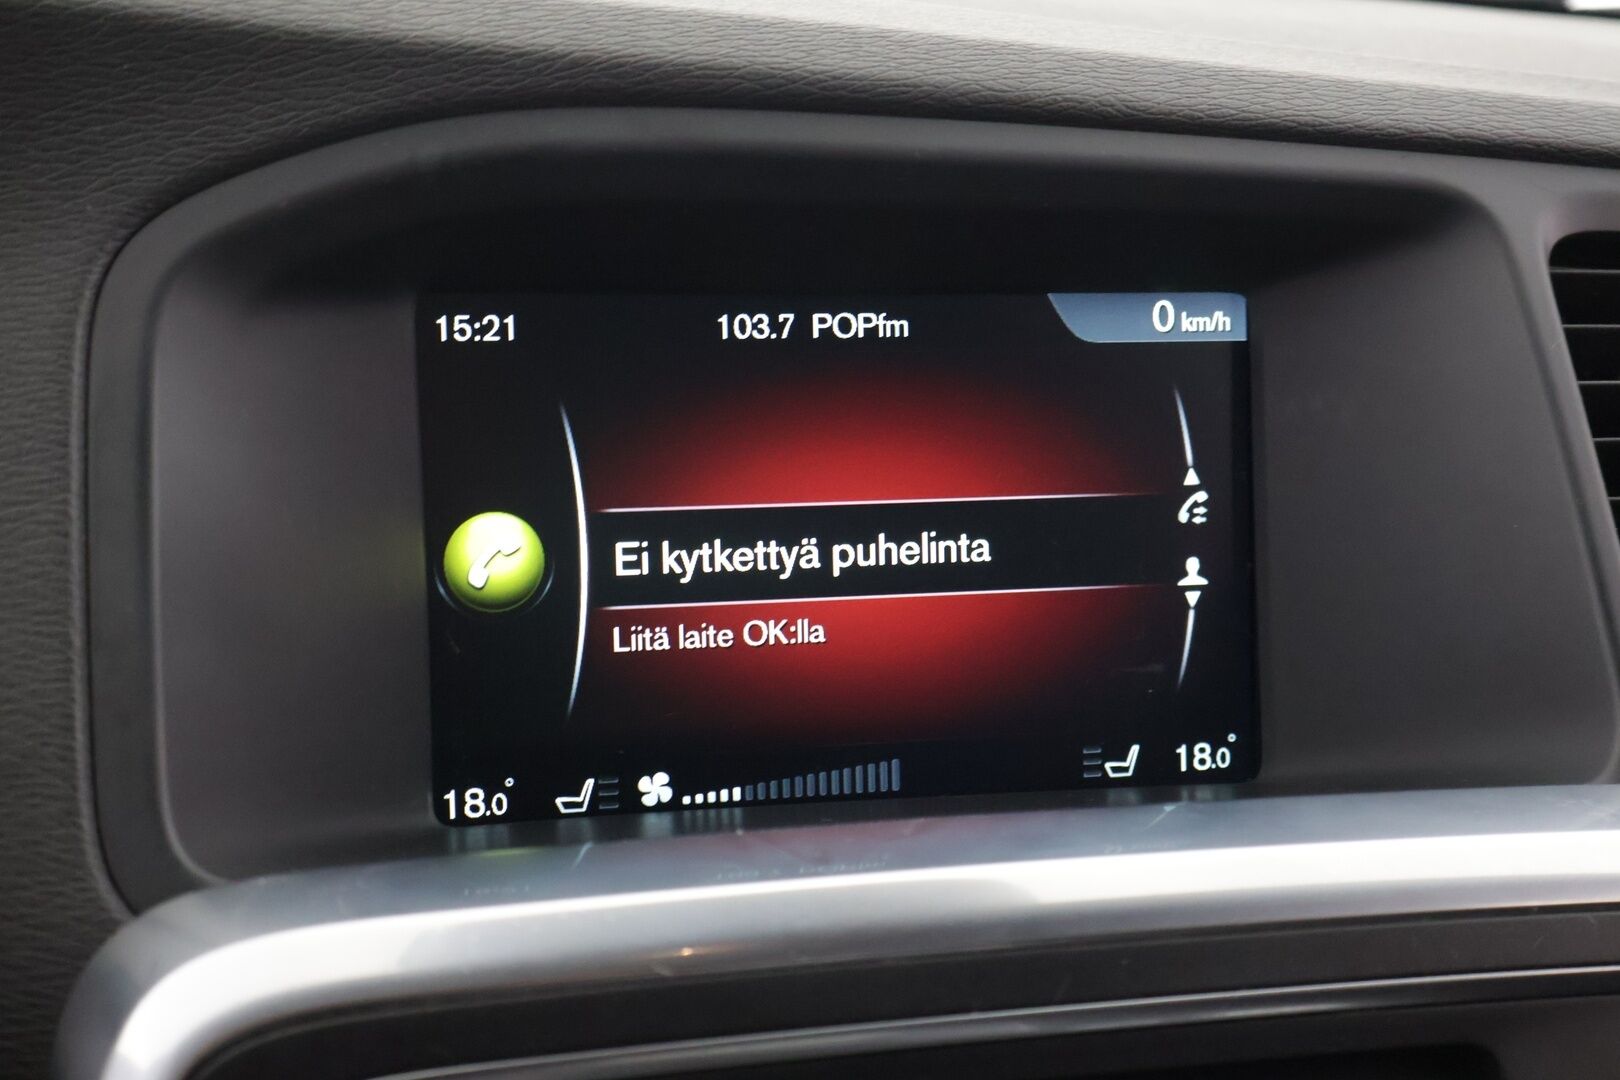 15:21 103.7 POPfm 0 km/h
Ei kytkettyä puhelinta
Liitä laite OK:lla
18.0° 18.0°